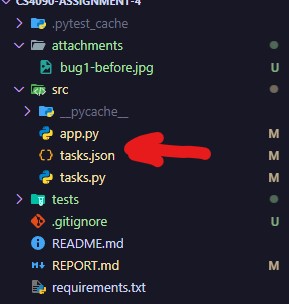 CS4090-ASSIGNMENT-4
.pytest_cache
attachments
bug1-before.jpg U
src
__pycache__
app.py M
tasks.json M
tasks.py M
tests
.gitignore U
README.md
REPORT.md M
requirements.txt